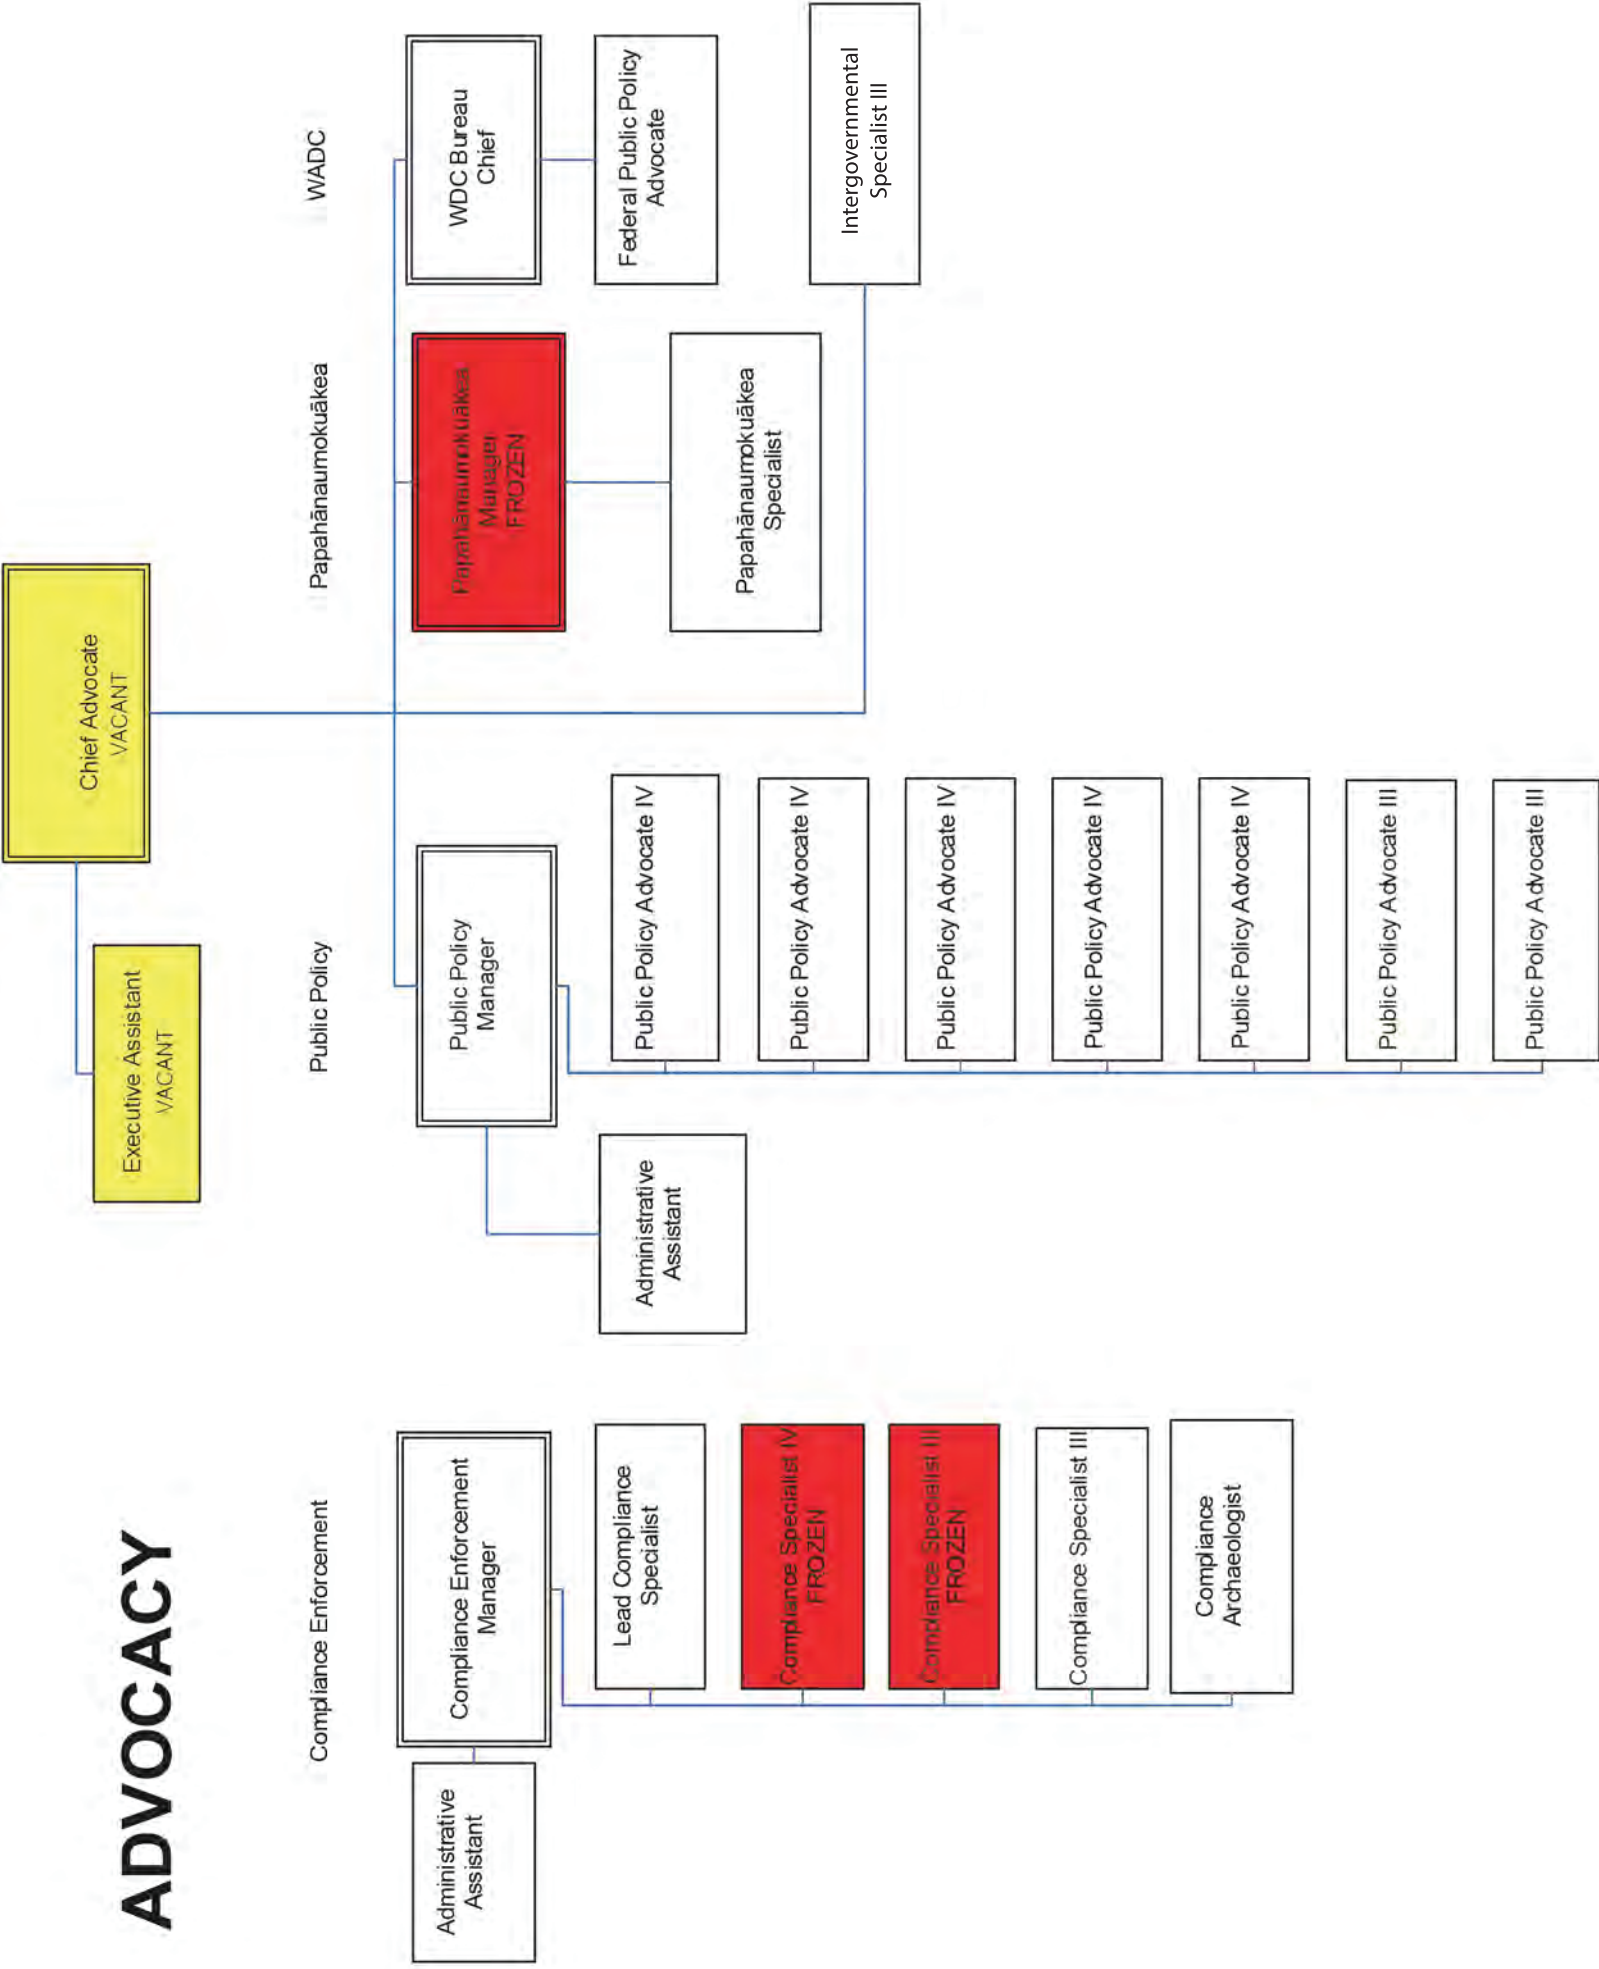 ADVOCACY
Chief Advocate
VACANT
Executive Assistant
VACANT
Compliance Enforcement
Public Policy
Papahānaumokuākea
WADC
Administrative
Assistant
Compliance Enforcement
Manager
Lead Compliance
Specialist
Compliance Specialist IV
FROZEN
Compliance Specialist III
FROZEN
Compliance Specialist III
Compliance
Archaeologist
Public Policy
Manager
Administrative
Assistant
Public Policy Advocate IV
Public Policy Advocate IV
Public Policy Advocate IV
Public Policy Advocate IV
Public Policy Advocate IV
Public Policy Advocate III
Public Policy Advocate III
Papahānaumokuākea
Manager
FROZEN
Papahānaumokuākea
Specialist
WDC Bureau
Chief
Federal Public Policy
Advocate
Intergovernmental
Specialist III